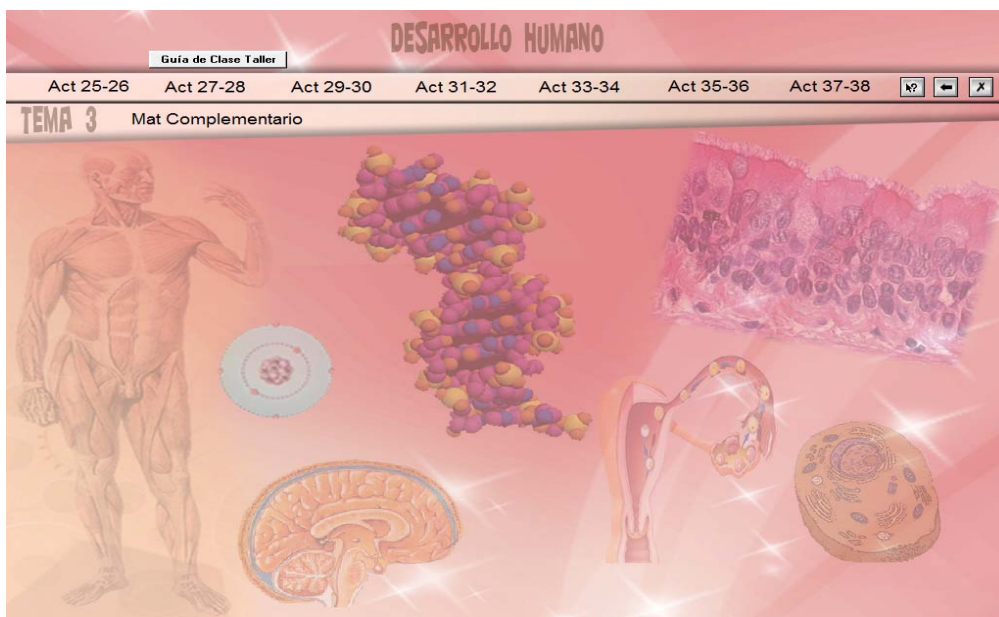 DESARROLLO HUMANO
Guía de Clase Taller
Act 25-26 Act 27-28 Act 29-30 Act 31-32 Act 33-34 Act 35-36 Act 37-38
TEMA 3 Mat Complementario